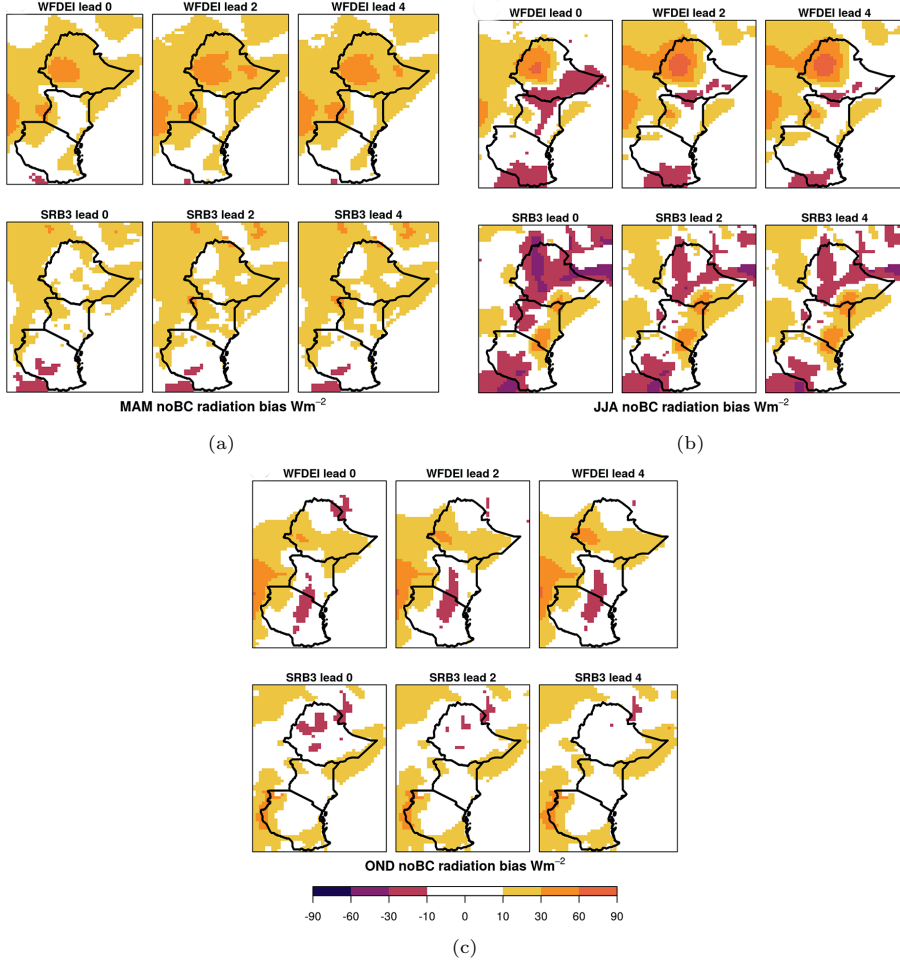 WFDEI lead 0 WFDEI lead 2 WFDEI lead 4
SRB3 lead 0 SRB3 lead 2 SRB3 lead 4
MAM noBC radiation bias Wm⁻²
(a)
WFDEI lead 0 WFDEI lead 2 WFDEI lead 4
SRB3 lead 0 SRB3 lead 2 SRB3 lead 4
JJA noBC radiation bias Wm⁻²
(b)
WFDEI lead 0 WFDEI lead 2 WFDEI lead 4
SRB3 lead 0 SRB3 lead 2 SRB3 lead 4
OND noBC radiation bias Wm⁻²
-90 -60 -30 -10 0 10 30 60 90
(c)